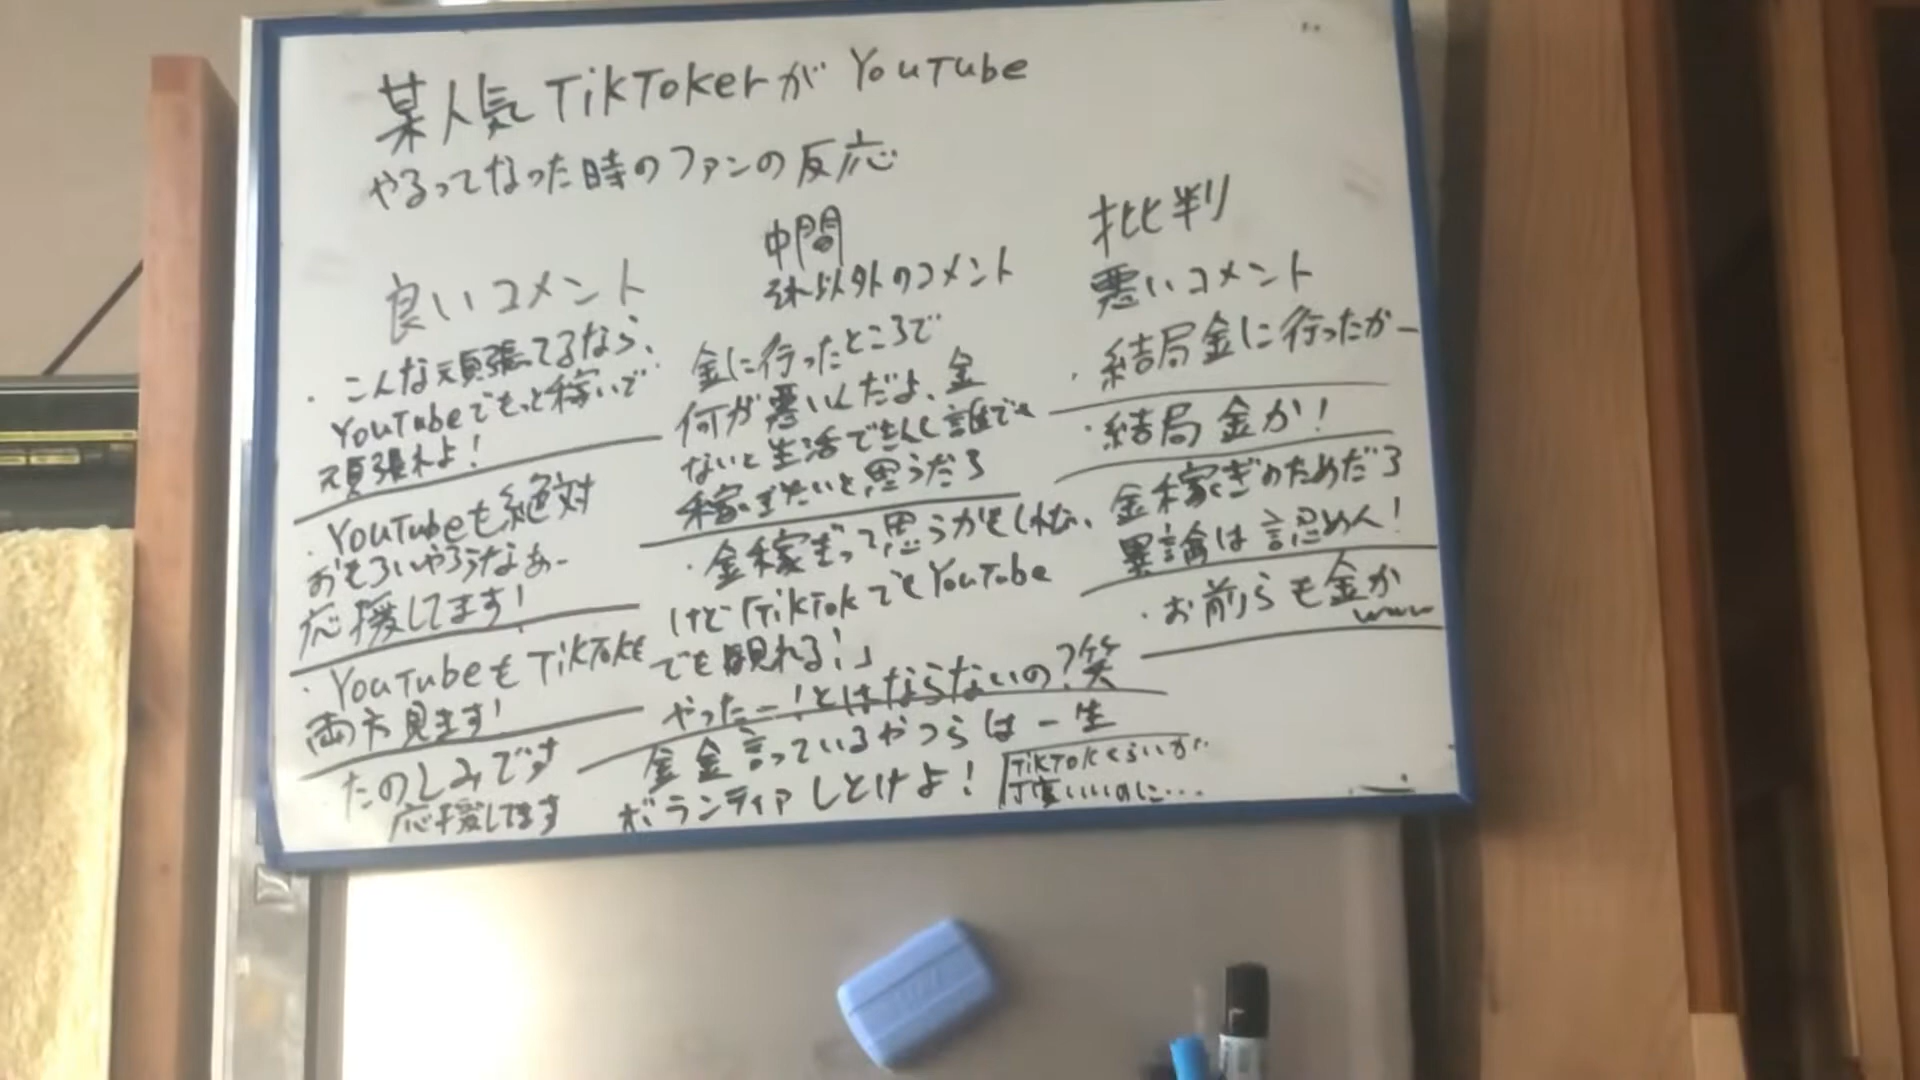 某人気TikTokerがYouTube
やるってなった時のファンの反応
良いコメント
・こんな頑張ってるなら、
YouTubeでもっと稼いで
頑張れよ!
・YouTubeも絶対
おもろいやろうなぁー
応援してます!
・YouTubeもTikTokも
両方見ます!
たのしみです
応援してます
中間
それ以外のコメント
金に行ったところで
何が悪いんだよ、金
ないと生活できんし誰でも
稼ぎたいと思うだろ
・金稼ぎって思うかもしれない、
けど「TikTokでもYouTube
でも観れる!」
やったー!とはならないの?笑
金金言っているやつらは一生
ボランティアしとけよ!
TikTokくらいが
丁度いいのに…
批判
悪いコメント
・結局金に行ったかー
・結局金か!
金稼ぎのためだろ
異論は認めん!
・お前らも金か
www